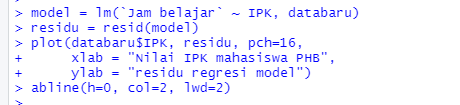 > model = lm(`Jam belajar` ~ IPK, databaru)
> residu = resid(model)
> plot(databaru$IPK, residu, pch=16,
+      xlab = "Nilai IPK mahasiswa PHB",
+      ylab = "residu regresi model")
> abline(h=0, col=2, lwd=2)
>